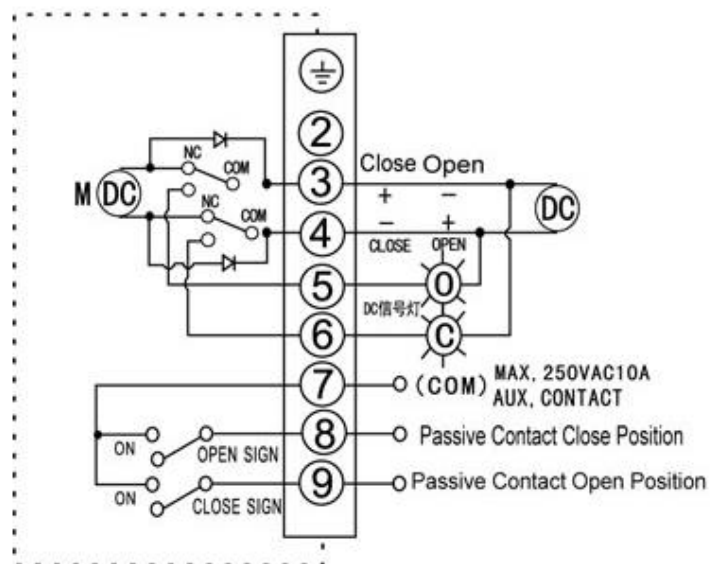 2
NC
COM
3
Close Open
+ −
M DC
DC
NC
COM
4
− +
CLOSE OPEN
5
O
DC信号灯
6
C
7
(COM) MAX, 250VAC10A
AUX, CONTACT
ON
OPEN SIGN
8
Passive Contact Close Position
ON
CLOSE SIGN
9
Passive Contact Open Position